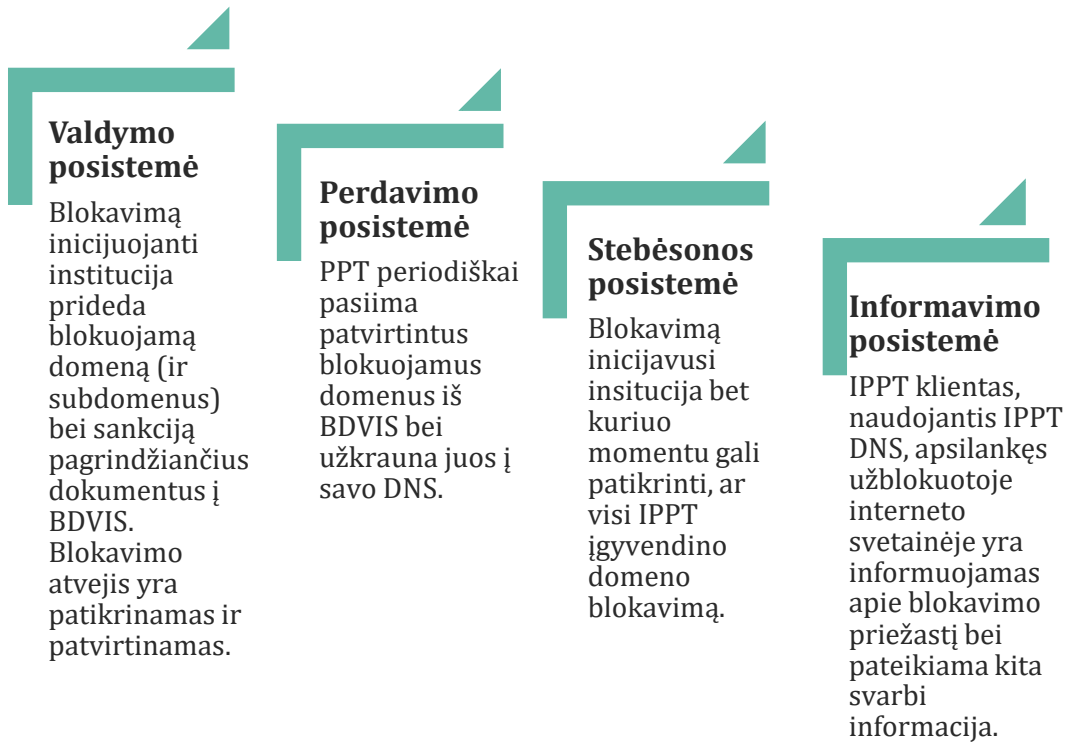 Valdymo
posistemė
Blokavimą
inicijuojanti
institucija
prideda
blokuojamą
domeną (ir
subdomenus)
bei sankciją
pagrindžiančius
dokumentus į
BDVIS.
Blokavimo
atvejis yra
patikrinamas ir
patvirtinamas.
Perdavimo
posistemė
PPT periodiškai
pasiima
patvirtintus
blokuojamus
domenus iš
BDVIS bei
užkrauna juos į
savo DNS.
Stebėsonos
posistemė
Blokavimą
inicijavusi
insitucija bet
kuriuo
momentu gali
patikrinti, ar
visi IPPT
įgyvendino
domeno
blokavimą.
Informavimo
posistemė
IPPT klientas,
naudojantis IPPT
DNS, apsilankęs
užblokuotoje
interneto
svetainėje yra
informuojamas
apie blokavimo
priežastį bei
pateikiama kita
svarbi
informacija.